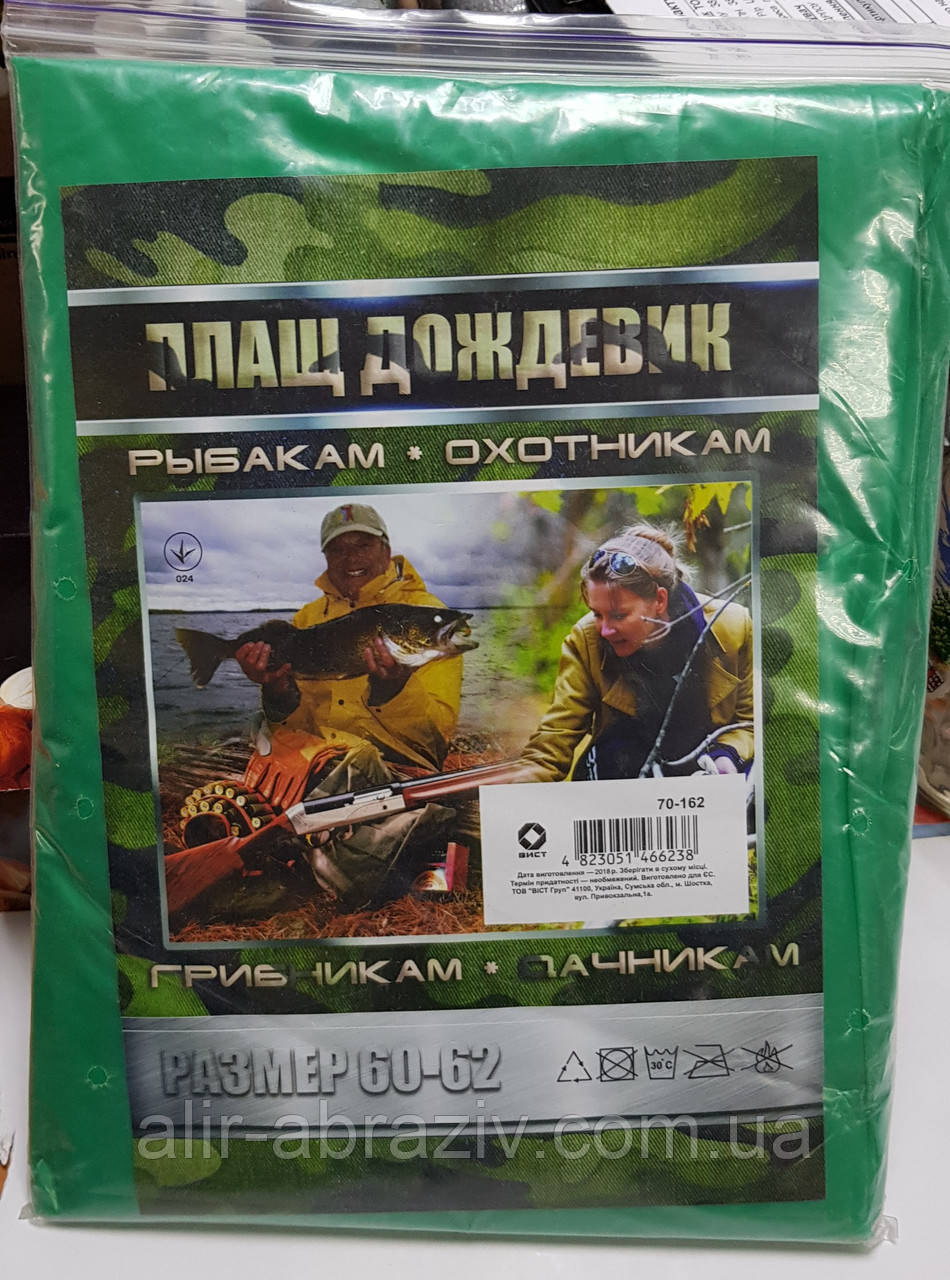 ПЛАЩ ДОЖДЕВИК
РЫБАКАМ * ОХОТНИКАМ
024
70-162
ВИСТ
4 823051 466238
Дата виготовлення — 2018 р. Зберігати в сухому місці.
Термін придатності — необмежений. Виготовлено для ЄС.
ТОВ "ВІСТ Груп" 41100, Україна, Сумська обл., м. Шостка,
вул. Привокзальна, 1а.
ГРИБНИКАМ * ДАЧНИКАМ
РАЗМЕР 60-62
30°C
alir-abraziv.com.ua